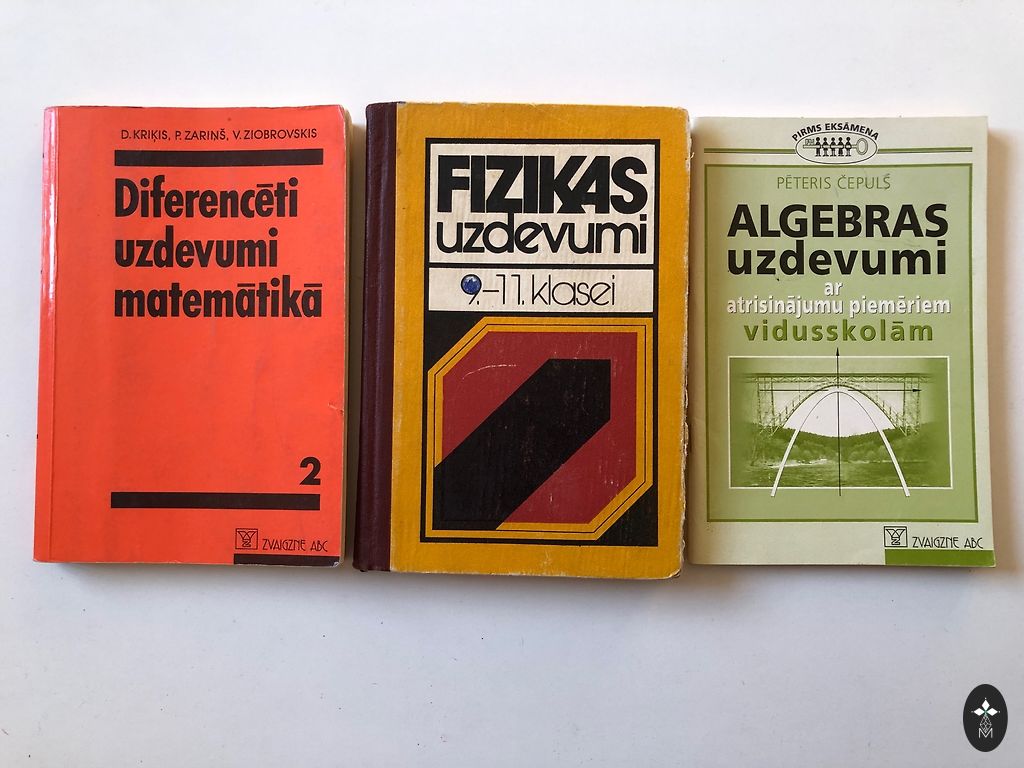 D. KRIĶIS, P. ZARIŅŠ, V. ZIOBROVSKIS
Diferencēti
uzdevumi
matemātikā
2
ZVAIGZNE ABC
FIZIKAS
uzdevumi
9.–11. klasei
PIRMS EKSĀMENA
PĒTERIS ČEPULŠ
ALGEBRAS
uzdevumi
ar
atrisinājumu piemēriem
vidusskolām
ZVAIGZNE ABC
M